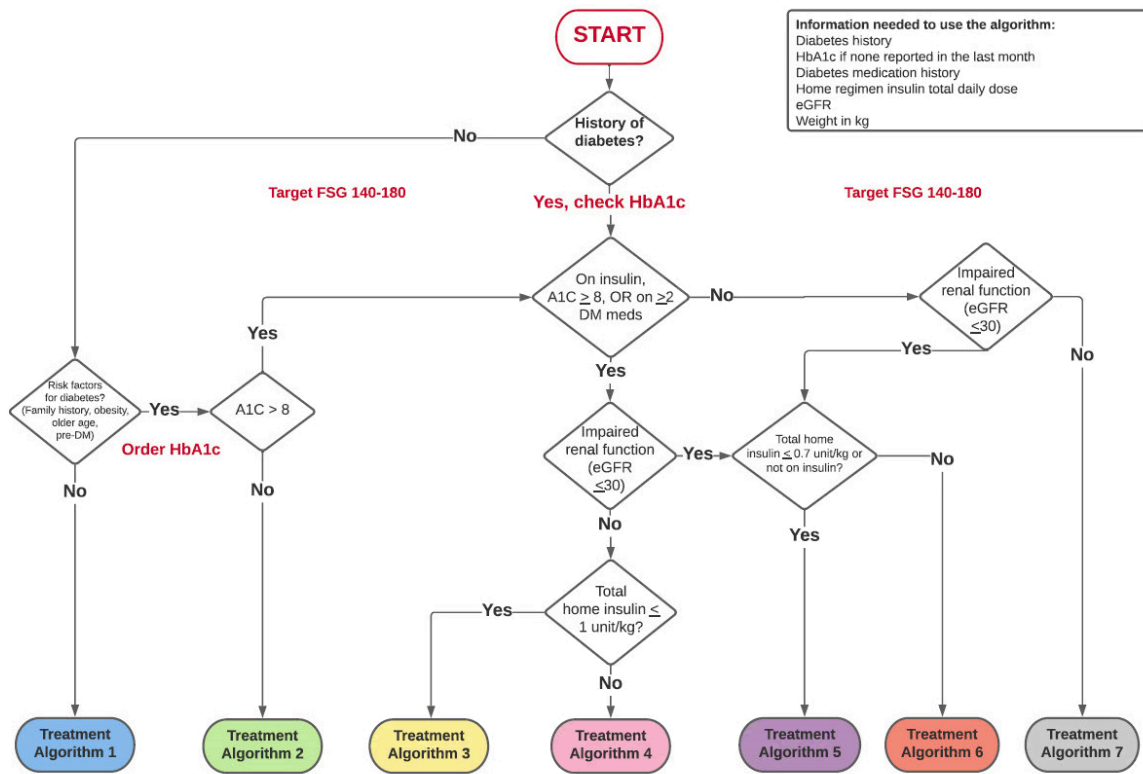 START
Information needed to use the algorithm:
Diabetes history
HbA1c if none reported in the last month
Diabetes medication history
Home regimen insulin total daily dose
eGFR
Weight in kg
History of
diabetes?
No
Target FSG 140-180
Yes, check HbA1c
Target FSG 140-180
On insulin,
A1C ≥ 8, OR on ≥2
DM meds
No
Impaired
renal function
(eGFR
≤30)
Yes
Yes
No
Yes
Risk factors
for diabetes?
(Family history, obesity,
older age,
pre-DM)
Yes
A1C > 8
Order HbA1c
Impaired
renal function
(eGFR
≤30)
Yes
Total home
insulin ≤ 0.7 unit/kg or
not on insulin?
No
No
No
No
Yes
Total
home insulin ≤
1 unit/kg?
Yes
No
Treatment
Algorithm 1
Treatment
Algorithm 2
Treatment
Algorithm 3
Treatment
Algorithm 4
Treatment
Algorithm 5
Treatment
Algorithm 6
Treatment
Algorithm 7